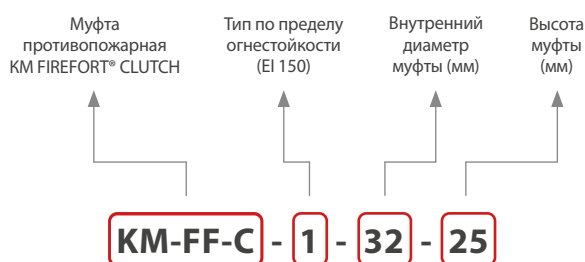 Муфта
противопожарная
KM FIREFORT® CLUTCH
Тип по пределу
огнестойкости
(EI 150)
Внутренний
диаметр
муфты (мм)
Высота
муфты
(мм)
KM-FF-C - 1 - 32 - 25